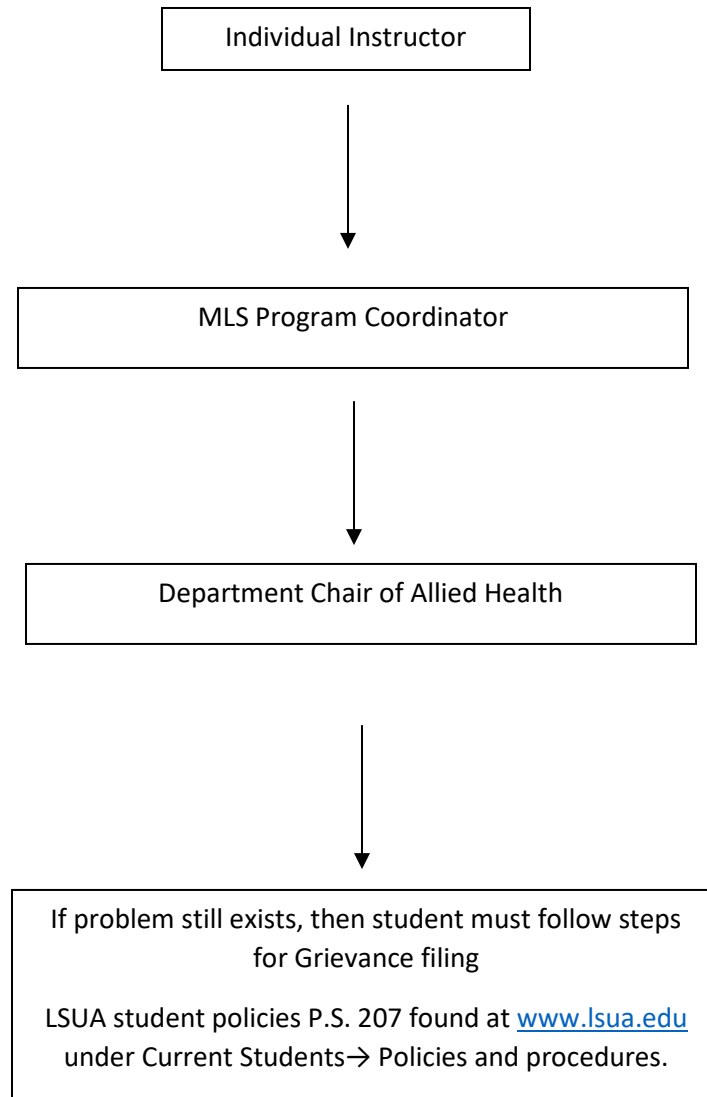 Individual Instructor
MLS Program Coordinator
Department Chair of Allied Health
If problem still exists, then student must follow steps
for Grievance filing
LSUA student policies P.S. 207 found at www.lsua.edu
under Current Students→ Policies and procedures.